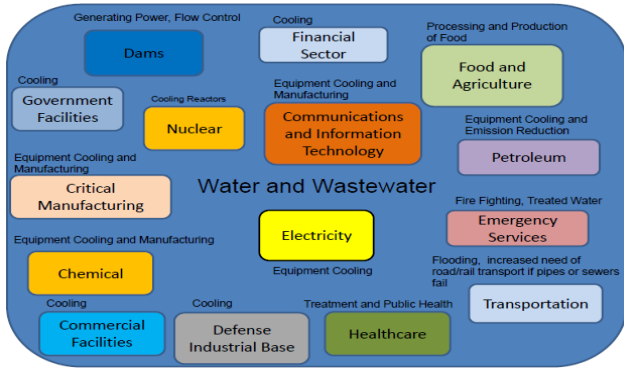 Generating Power, Flow Control
Dams
Cooling
Financial
Sector
Processing and Production
of Food
Food and
Agriculture
Cooling
Government
Facilities
Cooling Reactors
Nuclear
Equipment Cooling and
Manufacturing
Communications
and Information
Technology
Equipment Cooling and
Emission Reduction
Petroleum
Equipment Cooling and
Manufacturing
Critical
Manufacturing
Water and Wastewater
Fire Fighting, Treated Water
Emergency
Services
Electricity
Equipment Cooling
Equipment Cooling and Manufacturing
Chemical
Flooding, increased need of
road/rail transport if pipes or sewers
fail
Transportation
Cooling
Commercial
Facilities
Cooling
Defense
Industrial Base
Treatment and Public Health
Healthcare